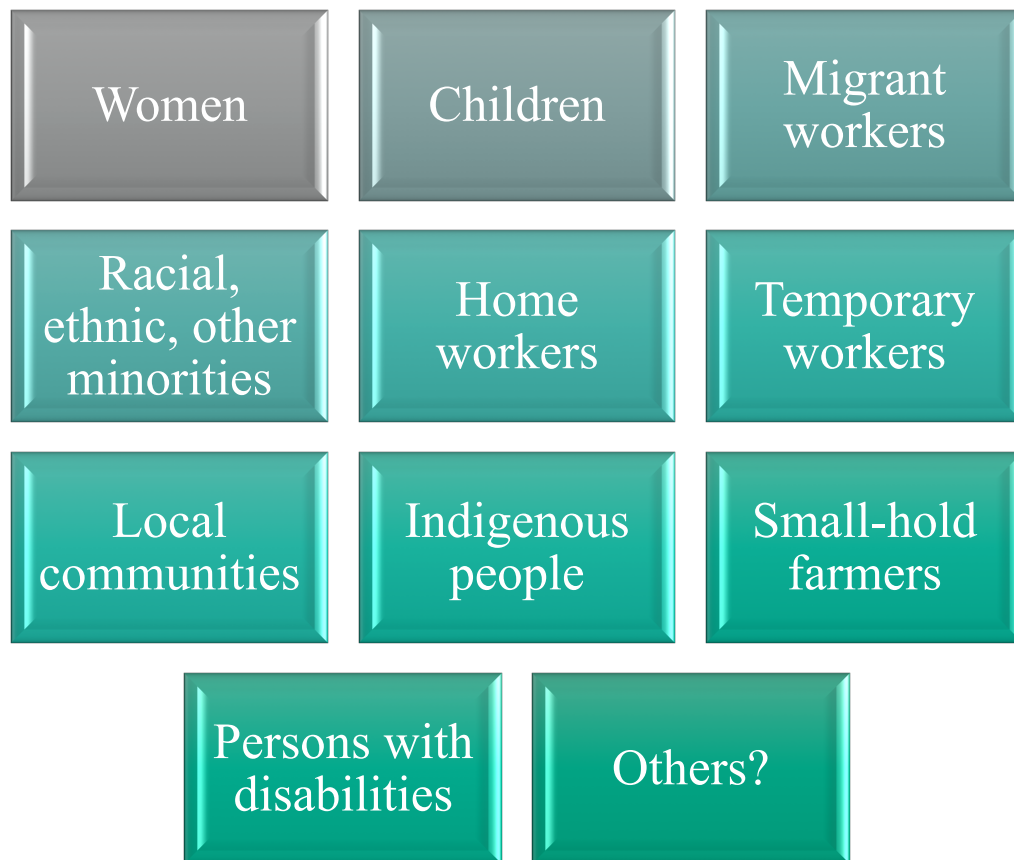 Women
Children
Migrant
workers
Racial,
ethnic, other
minorities
Home
workers
Temporary
workers
Local
communities
Indigenous
people
Small-hold
farmers
Persons with
disabilities
Others?